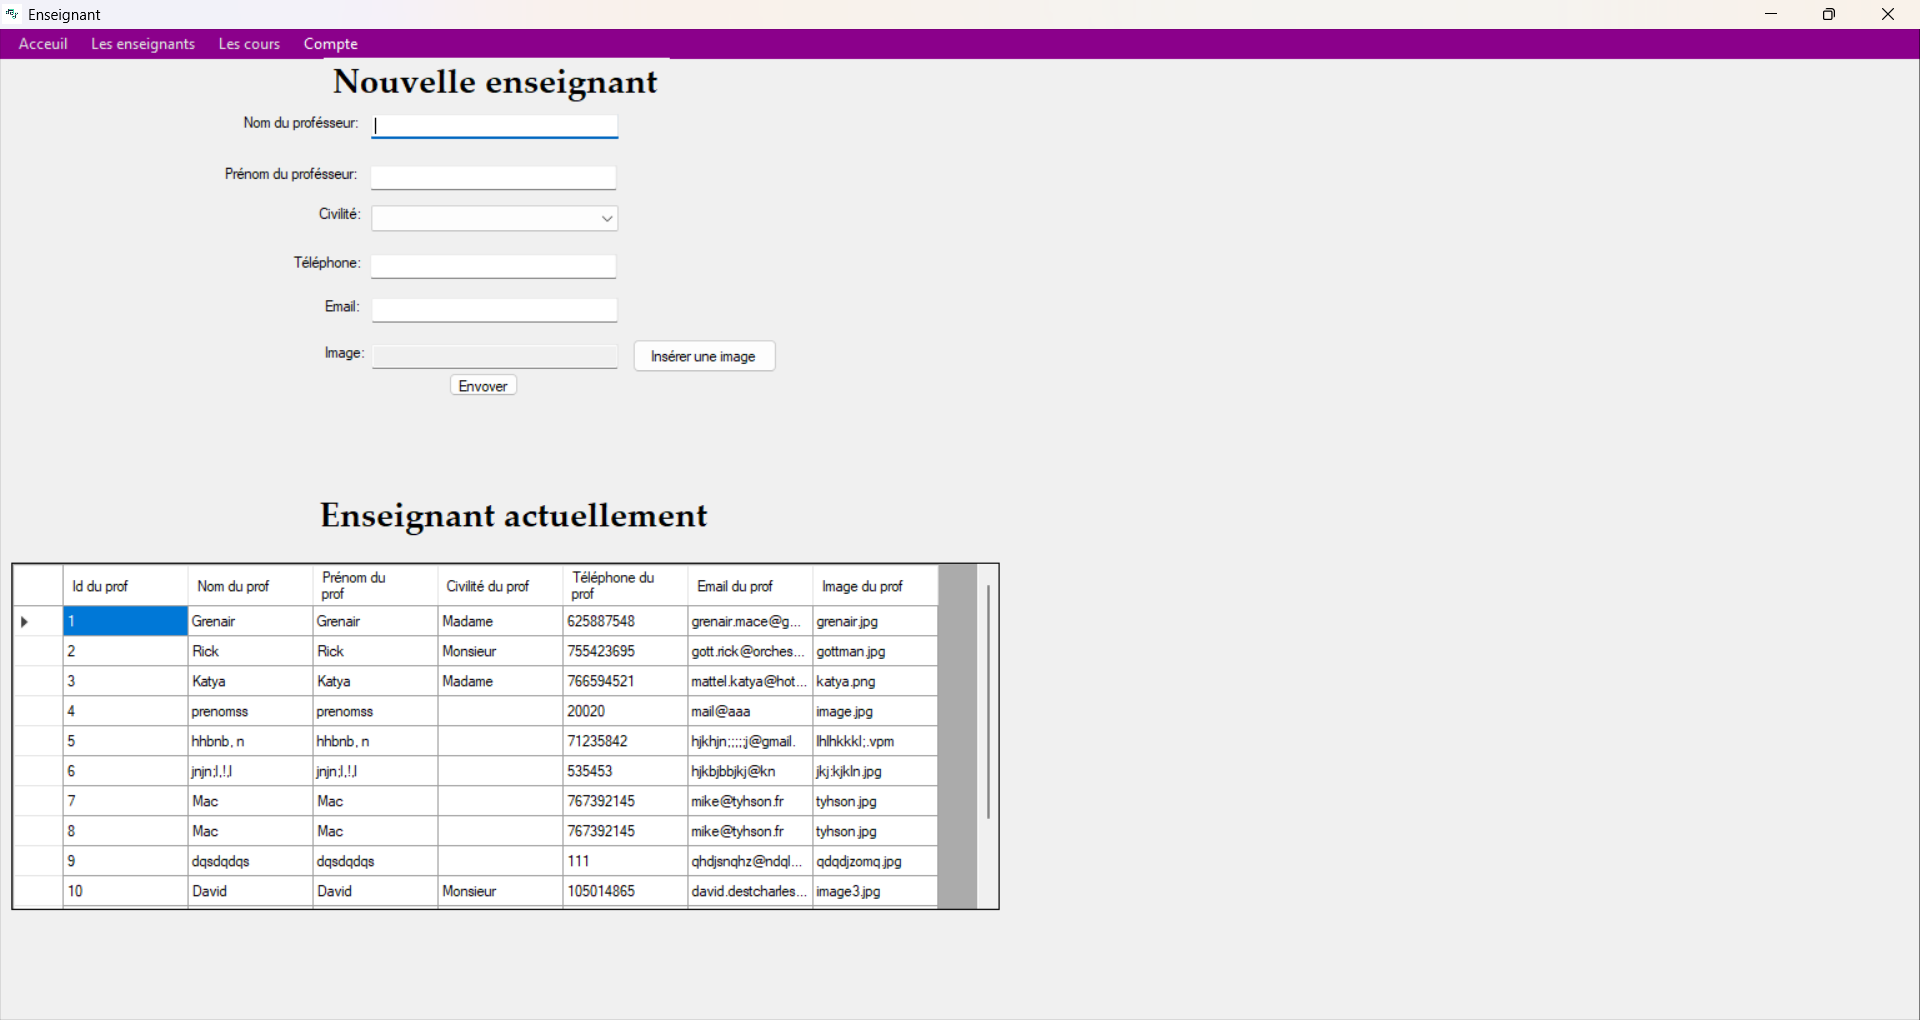 Enseignant
Acceuil Les enseignants Les cours Compte
Nouvelle enseignant
Nom du profésseur:
Prénom du proféseur:
Civilité:
Téléphone:
Email:
Image: Insérer une image
Envoyer
Enseignant actuellement
Id du prof Nom du prof Prénom du prof Civilité du prof Téléphone du prof Email du prof Image du prof
1 Grenair Grenair Madame 625887548 grenair.mace@g... grenair.jpg
2 Rick Rick Monsieur 755423695 gott.rick@orches... gottman.jpg
3 Katya Katya Madame 766594521 mattel.katya@hot... katya.png
4 prenomss prenomss 20020 mail@aaa image.jpg
5 hhbnb, n hhbnb, n 71235842 hjkhjn;;;;;j@gmail. lhlhkkkl;.vpm
6 jnjn;l,!,l jnjn;l,!,l 535453 hjkbjbbjkj@kn jkj;kjkln.jpg
7 Mac Mac 767392145 mike@tyhson.fr tyhson.jpg
8 Mac Mac 767392145 mike@tyhson.fr tyhson.jpg
9 dqsdqdqs dqsdqdqs 111 qhdjsnqhz@ndql... qdqdjzomq.jpg
10 David David Monsieur 105014865 david.destcharles... image3.jpg